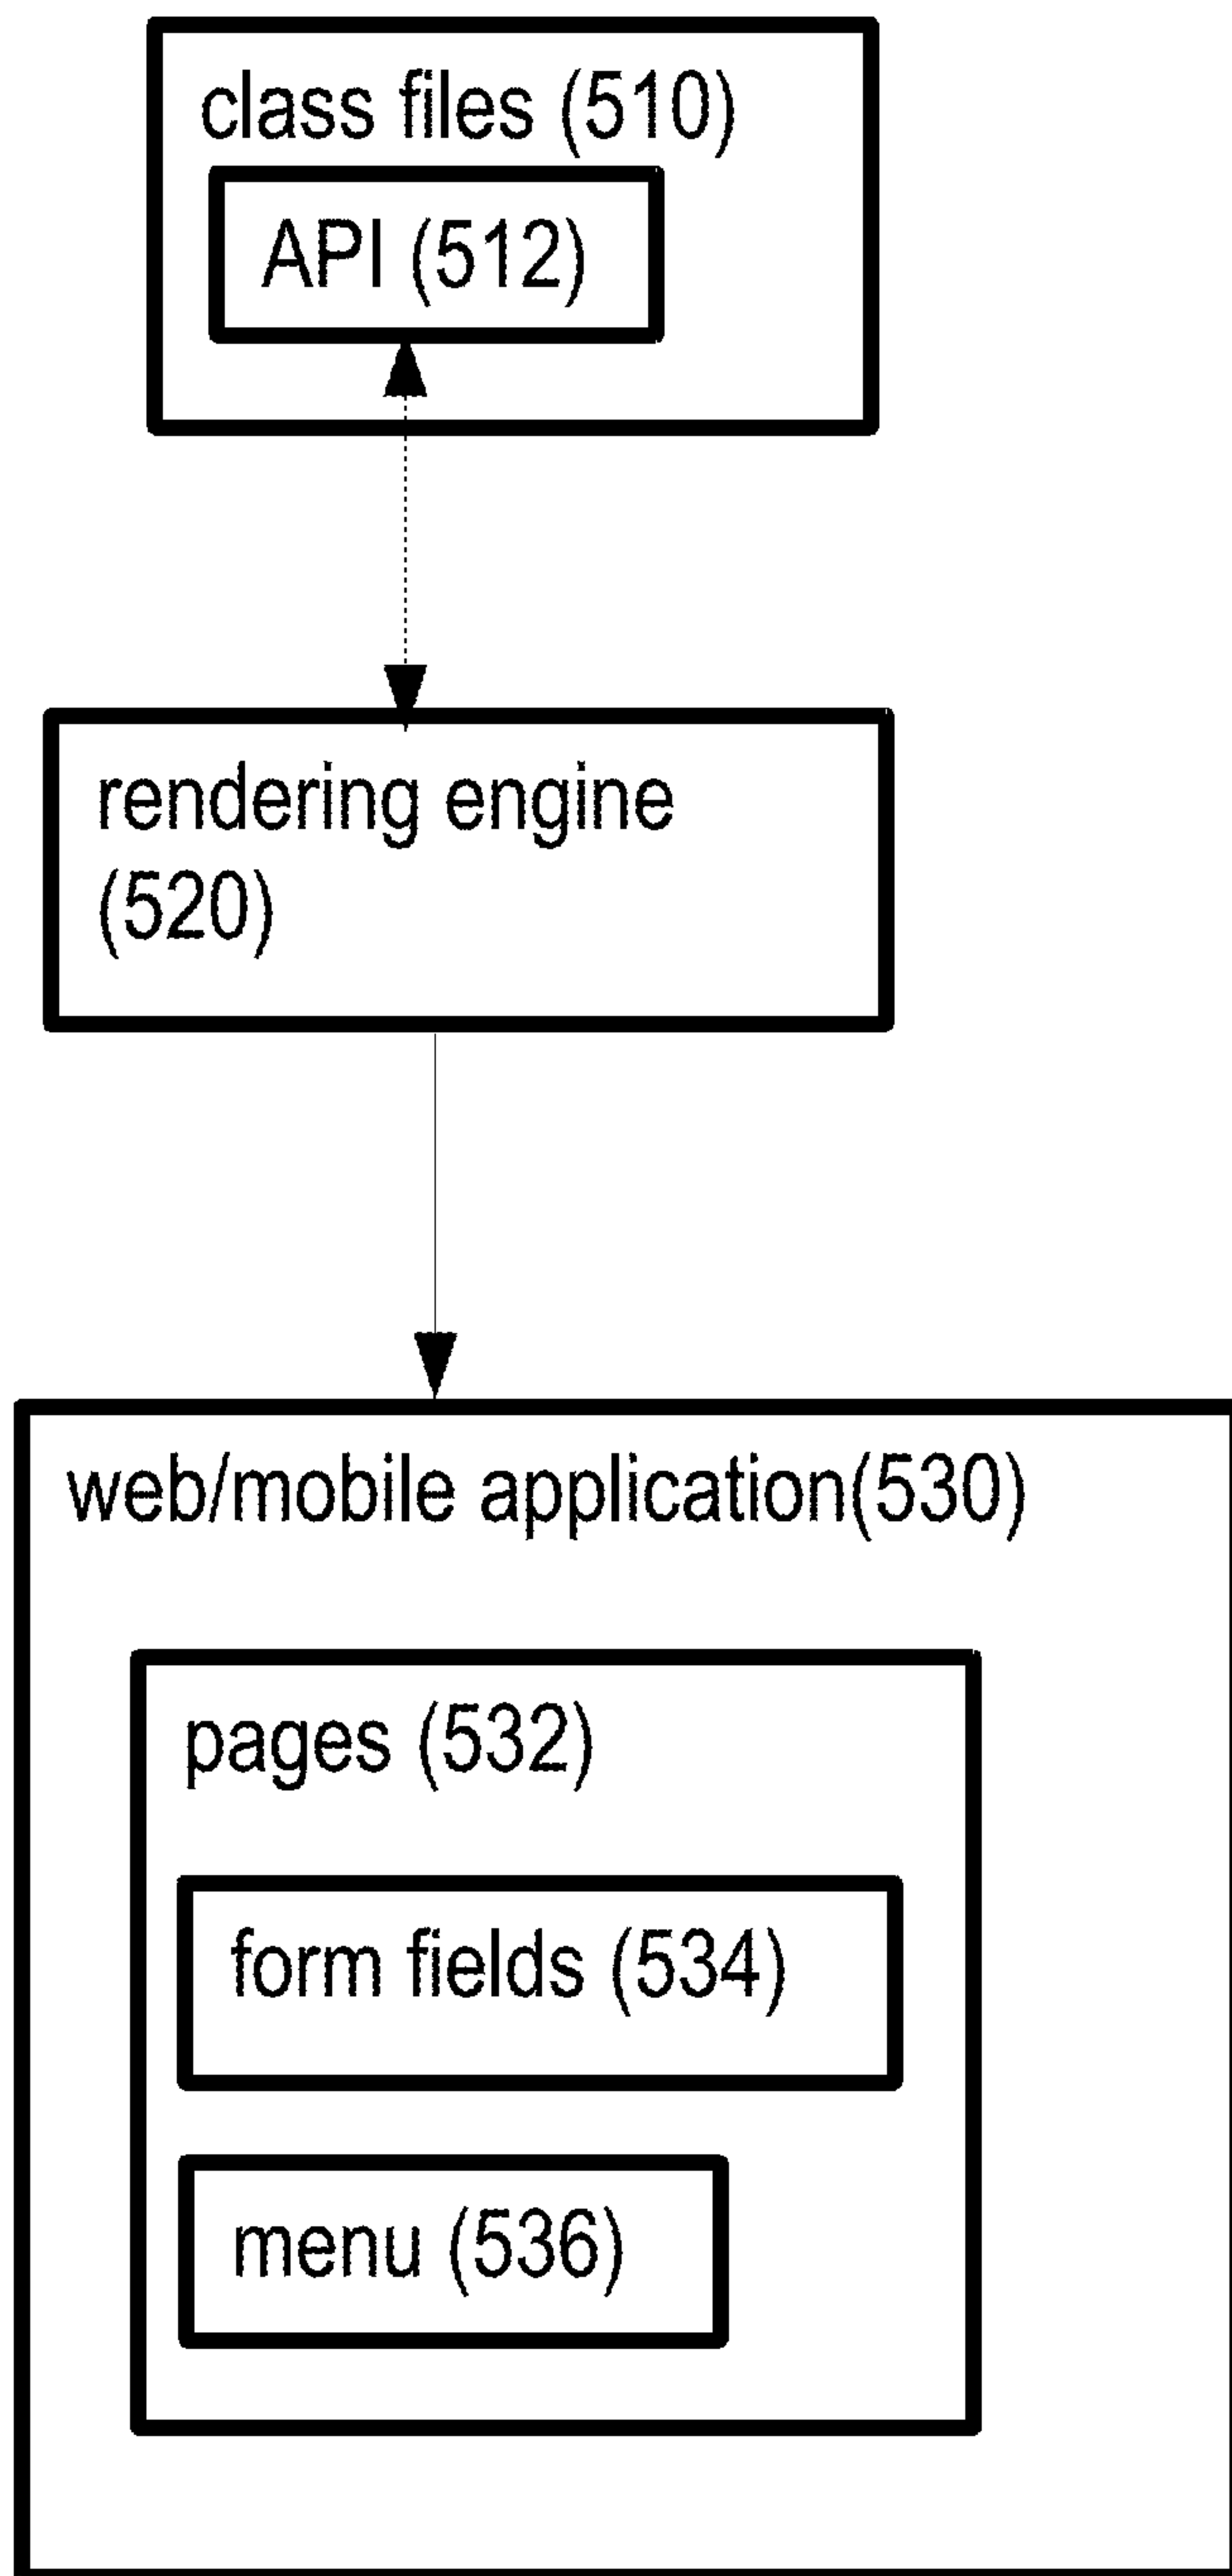 class files (510)
API (512)
rendering engine
(520)
web/mobile application(530)
pages (532)
form fields (534)
menu (536)